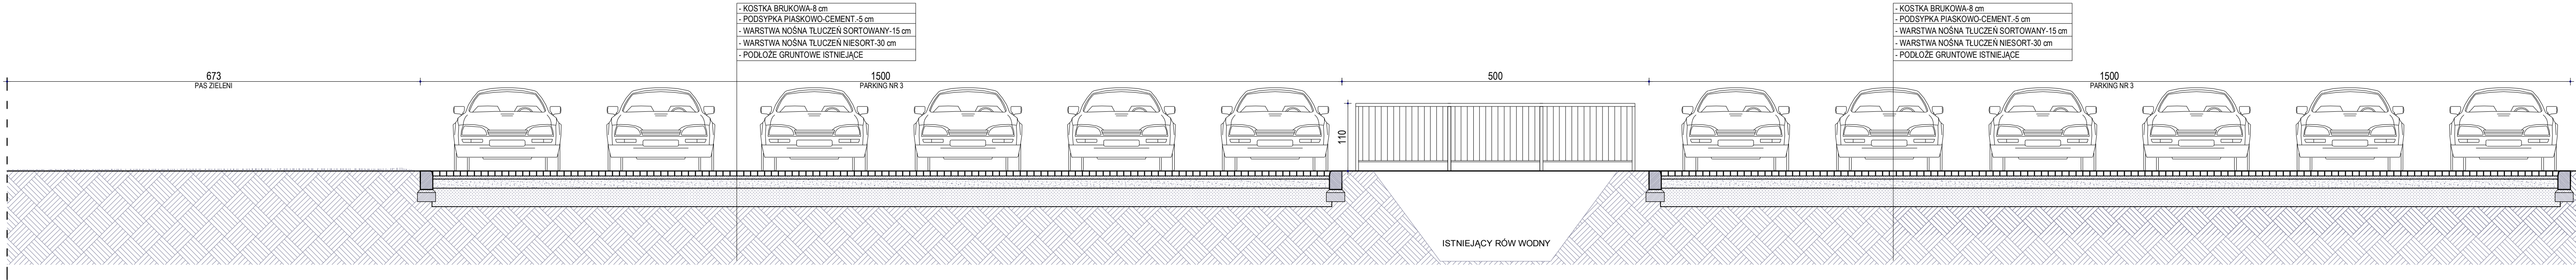 - KOSTKA BRUKOWA-8 cm
- PODSYPKA PIASKOWO-CEMENT.-5 cm
- WARSTWA NOŚNA TŁUCZEŃ SORTOWANY-15 cm
- WARSTWA NOŚNA TŁUCZEŃ NIESORT-30 cm
- PODŁOŻE GRUNTOWE ISTNIEJĄCE
- KOSTKA BRUKOWA-8 cm
- PODSYPKA PIASKOWO-CEMENT.-5 cm
- WARSTWA NOŚNA TŁUCZEŃ SORTOWANY-15 cm
- WARSTWA NOŚNA TŁUCZEŃ NIESORT-30 cm
- PODŁOŻE GRUNTOWE ISTNIEJĄCE
673
PAS ZIELENI
1500
PARKING NR 3
500
1500
PARKING NR 3
110
ISTNIEJĄCY RÓW WODNY